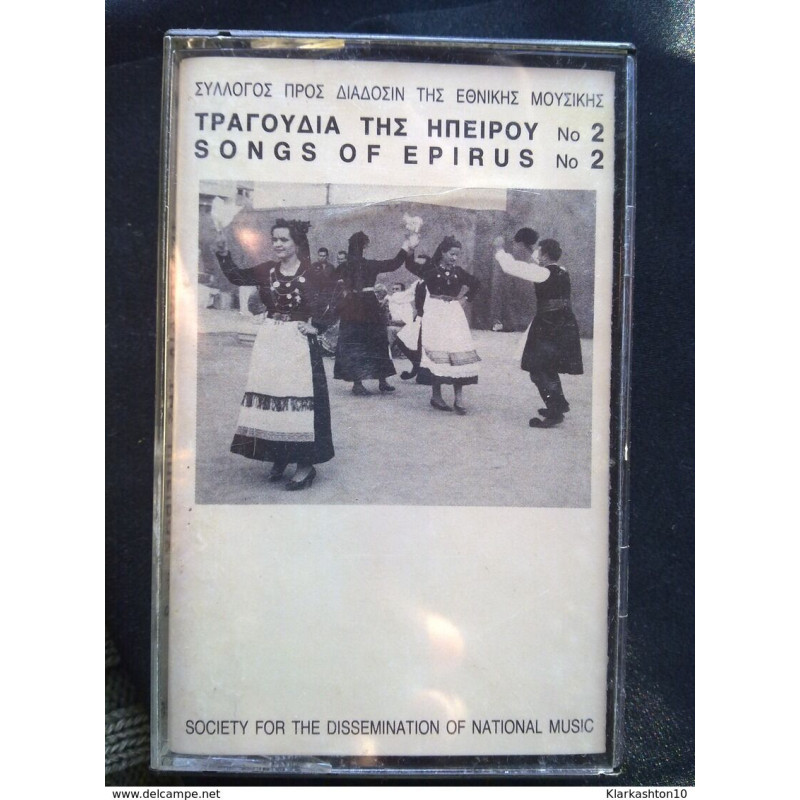 ΣΥΛΛΟΓΟΣ ΠΡΟΣ ΔΙΑΔΟΣΙΝ ΤΗΣ ΕΘΝΙΚΗΣ ΜΟΥΣΙΚΗΣ
ΤΡΑΓΟΥΔΙΑ ΤΗΣ ΗΠΕΙΡΟΥ No 2
SONGS OF EPIRUS No 2
SOCIETY FOR THE DISSEMINATION OF NATIONAL MUSIC
www.delcampe.net
Klarkashton10